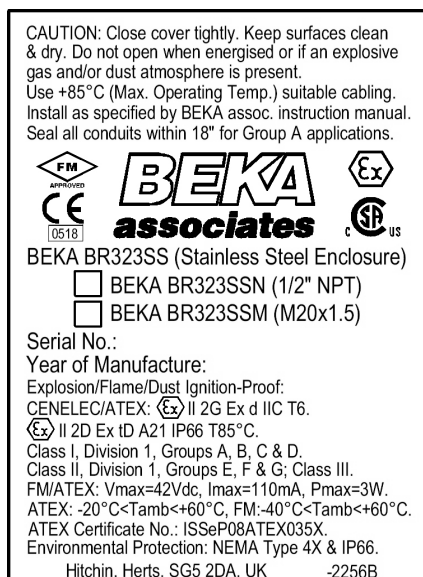 CAUTION: Close cover tightly. Keep surfaces clean
& dry. Do not open when energised or if an explosive
gas and/or dust atmosphere is present.
Use +85°C (Max. Operating Temp.) suitable cabling.
Install as specified by BEKA assoc. instruction manual.
Seal all conduits within 18" for Group A applications.
FM
APPROVED
CE
0518
BEKA
associates
Ex
C SA US
BEKA BR323SS (Stainless Steel Enclosure)
BEKA BR323SSN (1/2" NPT)
BEKA BR323SSM (M20x1.5)
Serial No.:
Year of Manufacture:
Explosion/Flame/Dust Ignition-Proof:
CENELEC/ATEX: Ex II 2G Ex d IIC T6.
Ex II 2D Ex tD A21 IP66 T85°C.
Class I, Division 1, Groups A, B, C & D.
Class II, Division 1, Groups E, F & G; Class III.
FM/ATEX: Vmax=42Vdc, Imax=110mA, Pmax=3W.
ATEX: -20°C<Tamb<+60°C, FM:-40°C<Tamb<+60°C.
ATEX Certificate No.: ISSeP08ATEX035X.
Environmental Protection: NEMA Type 4X & IP66.
Hitchin, Herts, SG5 2DA, UK -2256B